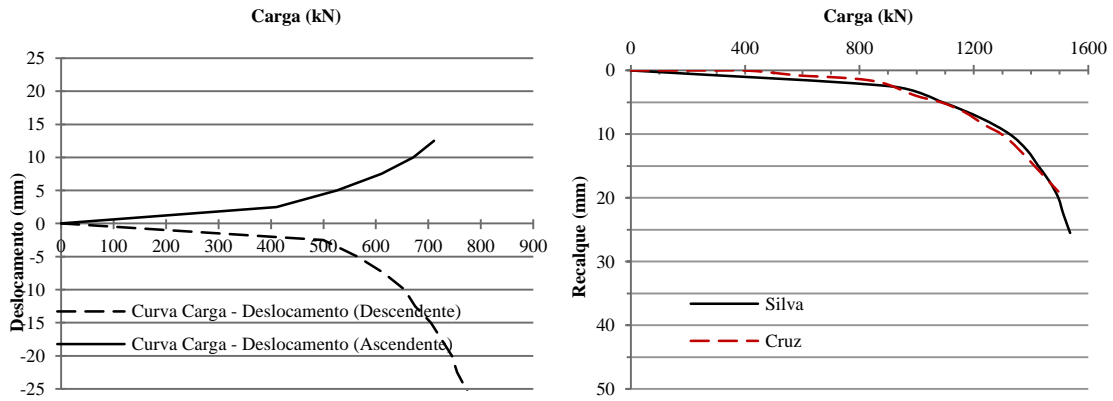 Carga (kN)
Deslocamento (mm)
25
20
15
10
5
0
-5
-10
-15
-20
-25
0 100 200 300 400 500 600 700 800 900
Curva Carga - Deslocamento (Descendente)
Curva Carga - Deslocamento (Ascendente)
Carga (kN)
0 400 800 1200 1600
Recalque (mm)
0
10
20
30
40
50
Silva
Cruz